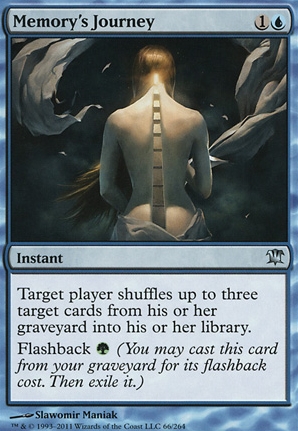 Memory's Journey 1
Instant
Target player shuffles up to three
target cards from his or her
graveyard into his or her library.
Flashback (You may cast this card
from your graveyard for its flashback
cost. Then exile it.)
Slawomir Maniak
™ & © 1993–2011 Wizards of the Coast LLC 66/264